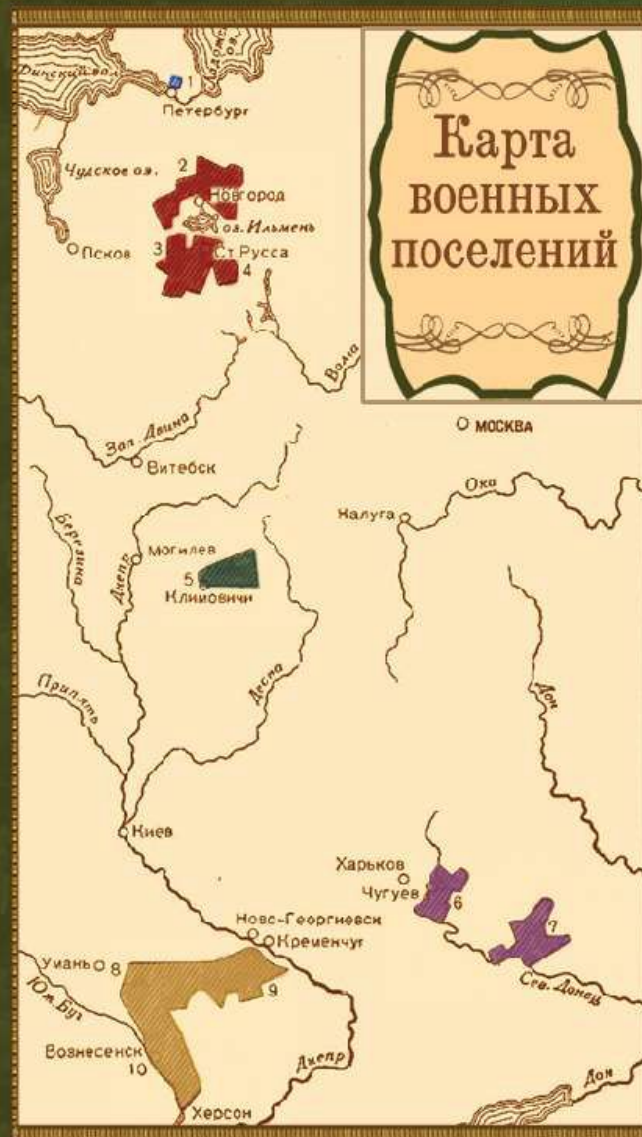 Карта
военных
поселений
1
Петербург
Чудское оз.
2
Новгород
оз. Ильмень
Псков
3
Ст Русса
4
Волга
Зап. Двина
МОСКВА
Витебск
Ока
Калуга
Березина
Днепр
Могилев
5
Климовичи
Десна
Припять
Дон
Киев
Харьков
Чугуев
6
7
Ново-Георгиевск
Кременчуг
Умань 8
9
Сев. Донец
Юж. Буг
Вознесенск
10
Днепр
Дон
Херсон